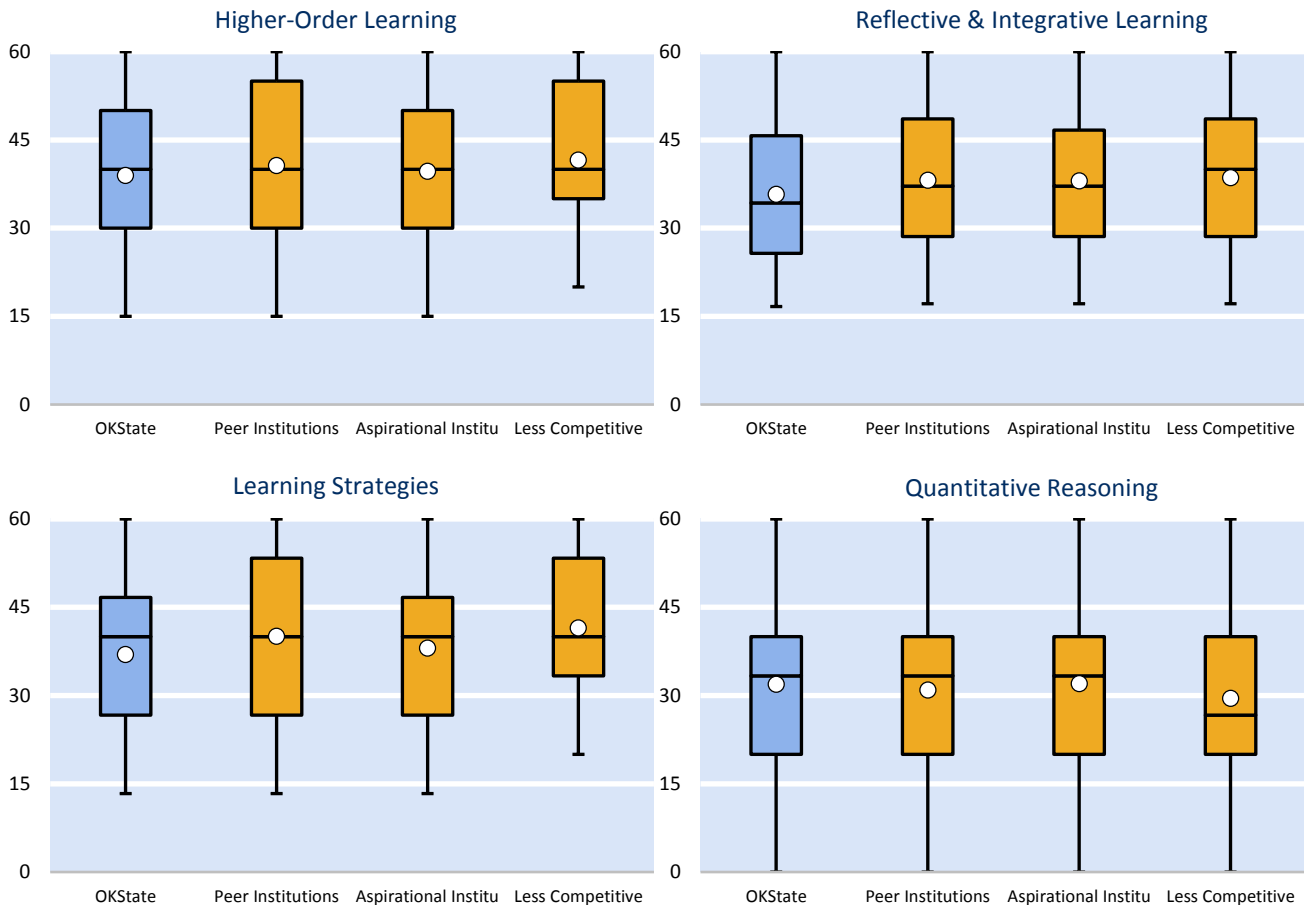 Higher-Order Learning
60
45
30
15
0
OKState Peer Institutions Aspirational Institu Less Competitive
Reflective & Integrative Learning
60
45
30
15
0
OKState Peer Institutions Aspirational Institu Less Competitive
Learning Strategies
60
45
30
15
0
OKState Peer Institutions Aspirational Institu Less Competitive
Quantitative Reasoning
60
45
30
15
0
OKState Peer Institutions Aspirational Institu Less Competitive